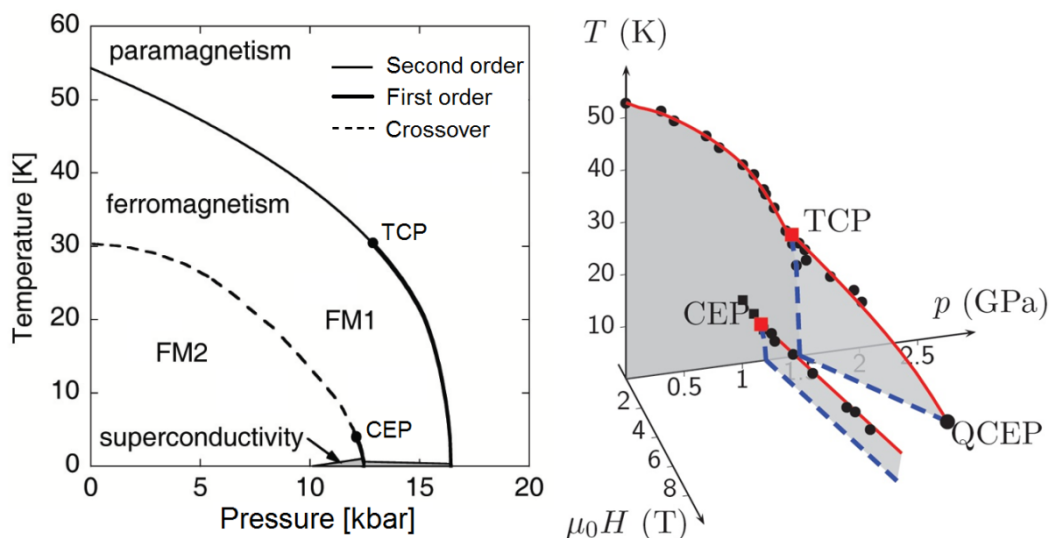 60
50
40
30
20
10
0
Temperature [K]
paramagnetism
Second order
First order
Crossover
ferromagnetism
TCP
FM1
FM2
CEP
superconductivity
0
5
10
15
20
Pressure [kbar]
T (K)
50
40
30
20
10
TCP
CEP
p (GPa)
0.5
1
1.5
2
2.5
2
4
6
8
QCEP
μ₀H (T)